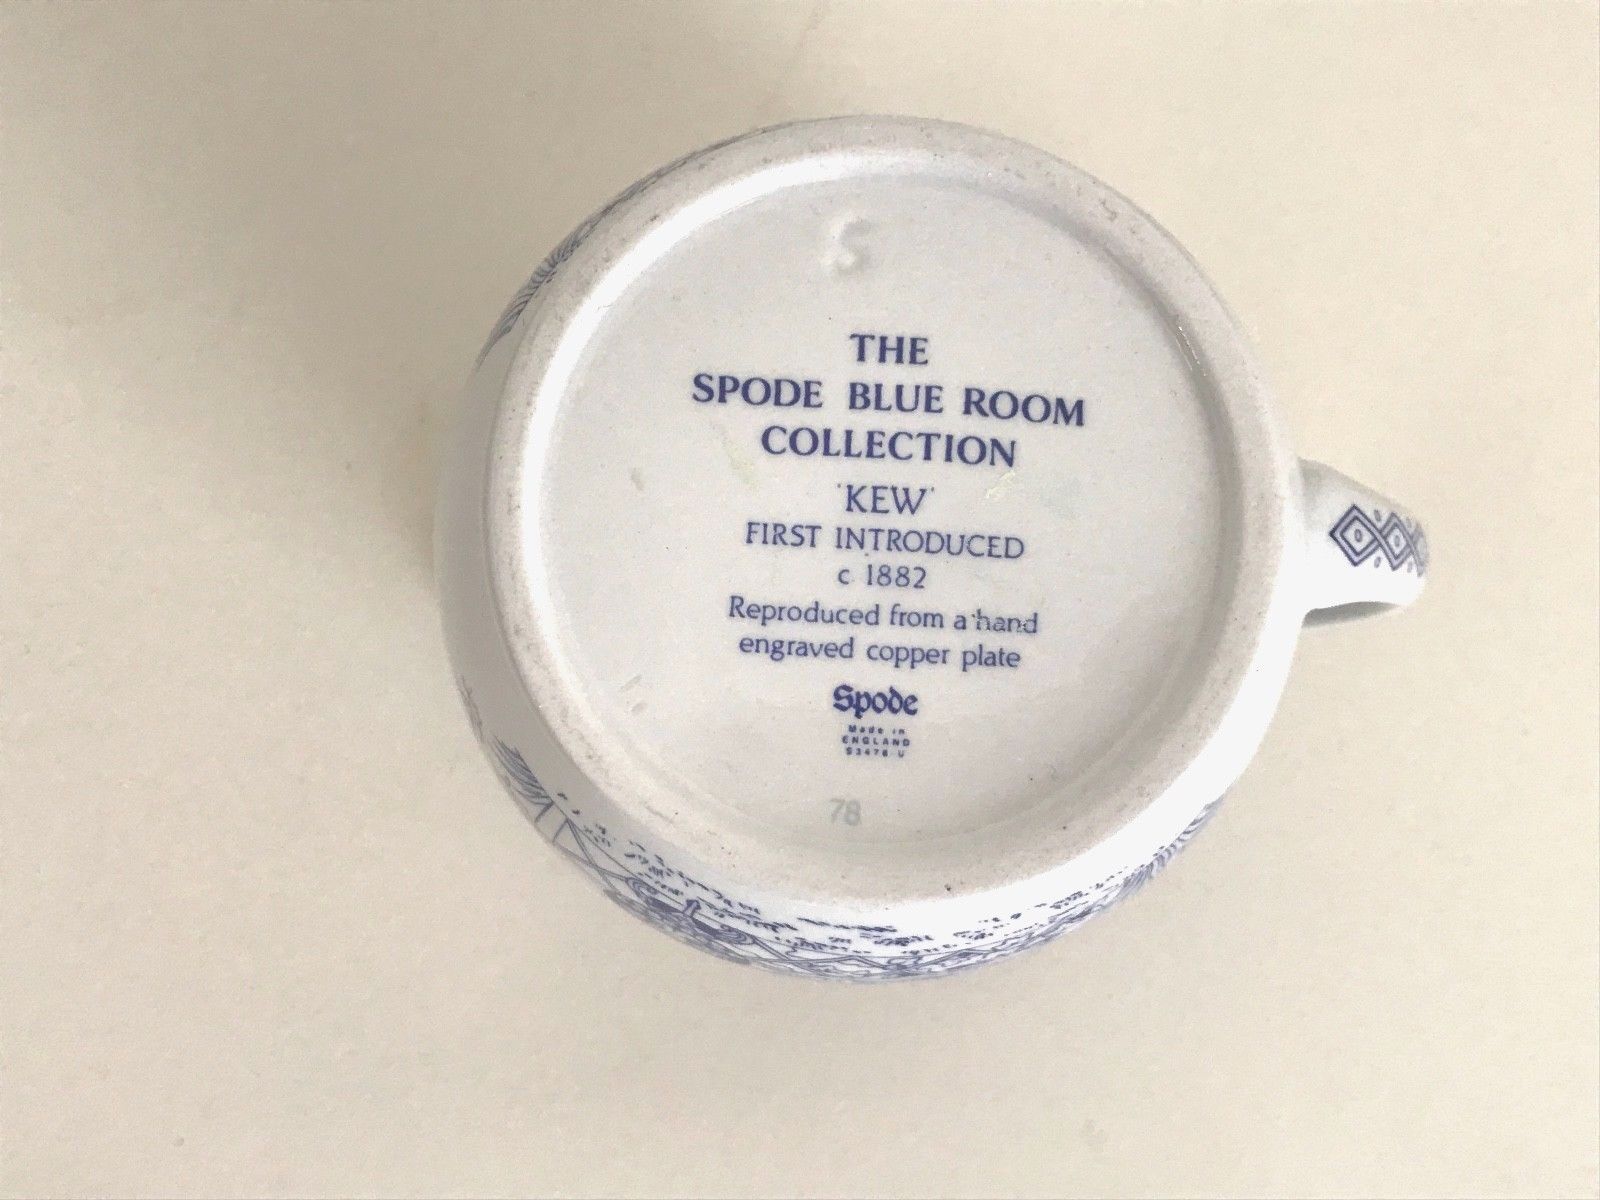 S
THE
SPODE BLUE ROOM
COLLECTION
'KEW'
FIRST INTRODUCED
c 1882
Reproduced from a hand
engraved copper plate
Spode
Made in
ENGLAND
78